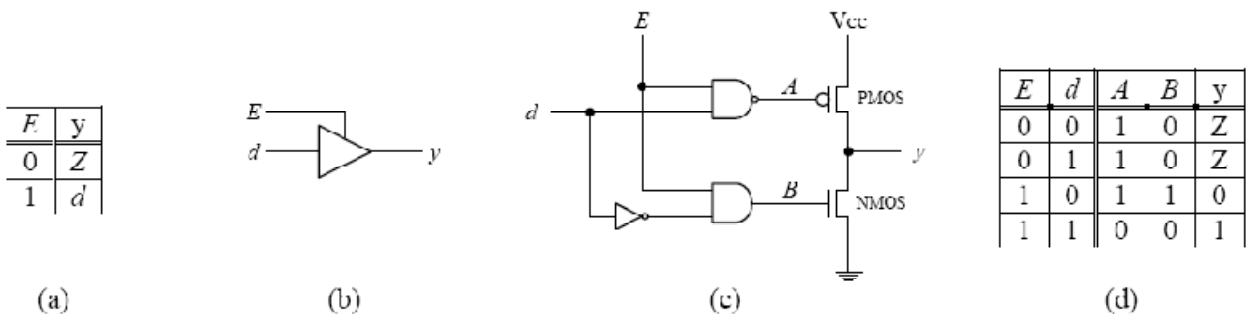 E y
0 Z
1 d
(a)
E
d
y
(b)
E
Vcc
d
A
PMOS
y
B
NMOS
(c)
E d A B y
0 0 1 0 Z
0 1 1 0 Z
1 0 1 1 0
1 1 0 0 1
(d)